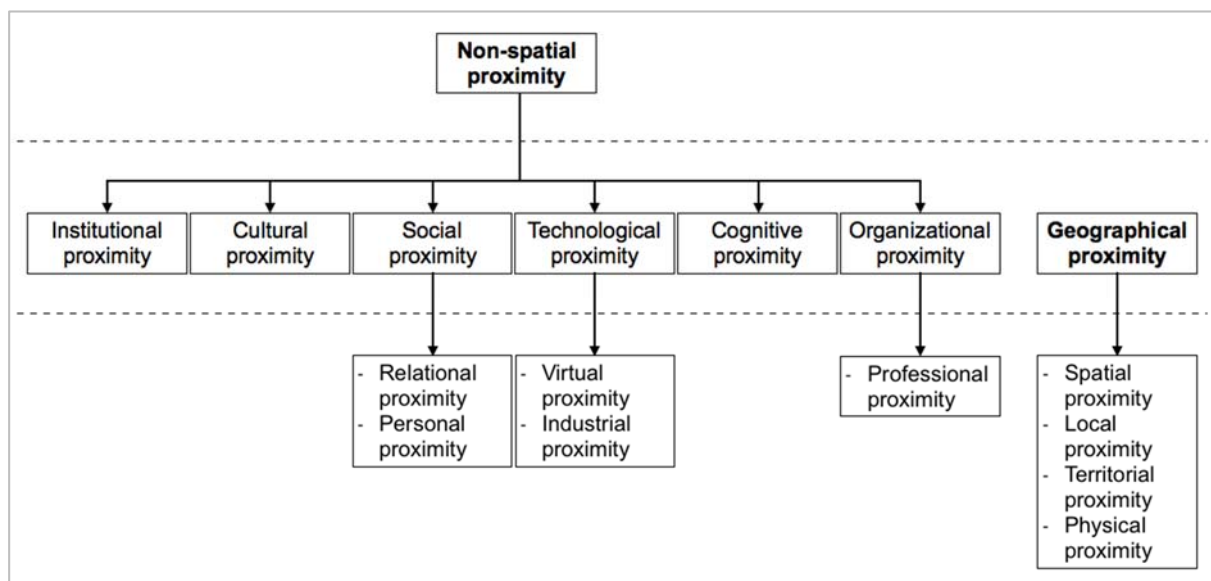 Non-spatial
proximity
Institutional
proximity
Cultural
proximity
Social
proximity
Technological
proximity
Cognitive
proximity
Organizational
proximity
Geographical
proximity
- Relational
proximity
- Personal
proximity
- Virtual
proximity
- Industrial
proximity
- Professional
proximity
- Spatial
proximity
- Local
proximity
- Territorial
proximity
- Physical
proximity